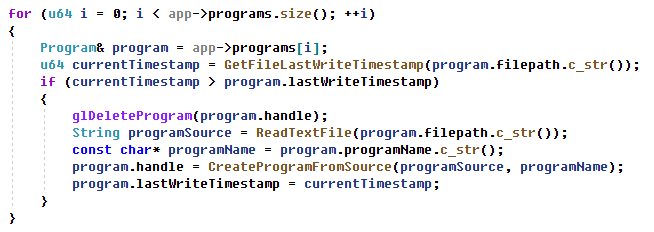 for (u64 i = 0; i < app->programs.size(); ++i)
{
    Program& program = app->programs[i];
    u64 currentTimestamp = GetFileLastWriteTimestamp(program.filepath.c_str());
    if (currentTimestamp > program.lastWriteTimestamp)
    {
        glDeleteProgram(program.handle);
        String programSource = ReadTextFile(program.filepath.c_str());
        const char* programName = program.programName.c_str();
        program.handle = CreateProgramFromSource(programSource, programName);
        program.lastWriteTimestamp = currentTimestamp;
    }
}